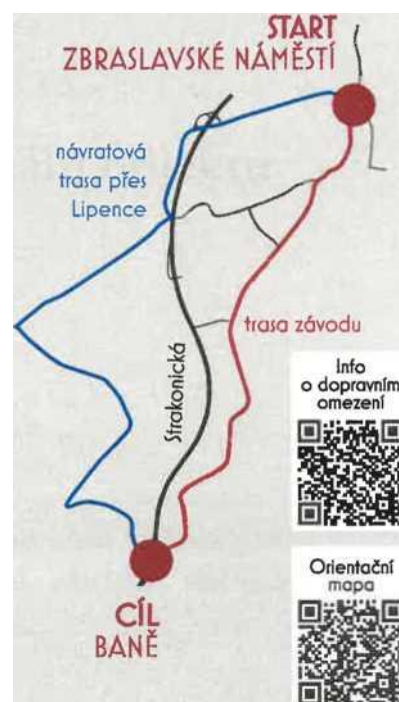 START
ZBRASLAVSKÉ NÁMĚSTÍ
návratová
trasa přes
Lipence
trasa závodu
Strakonická
Info
o dopravním
omezení
Orientační
mapa
CÍL
BANĚ